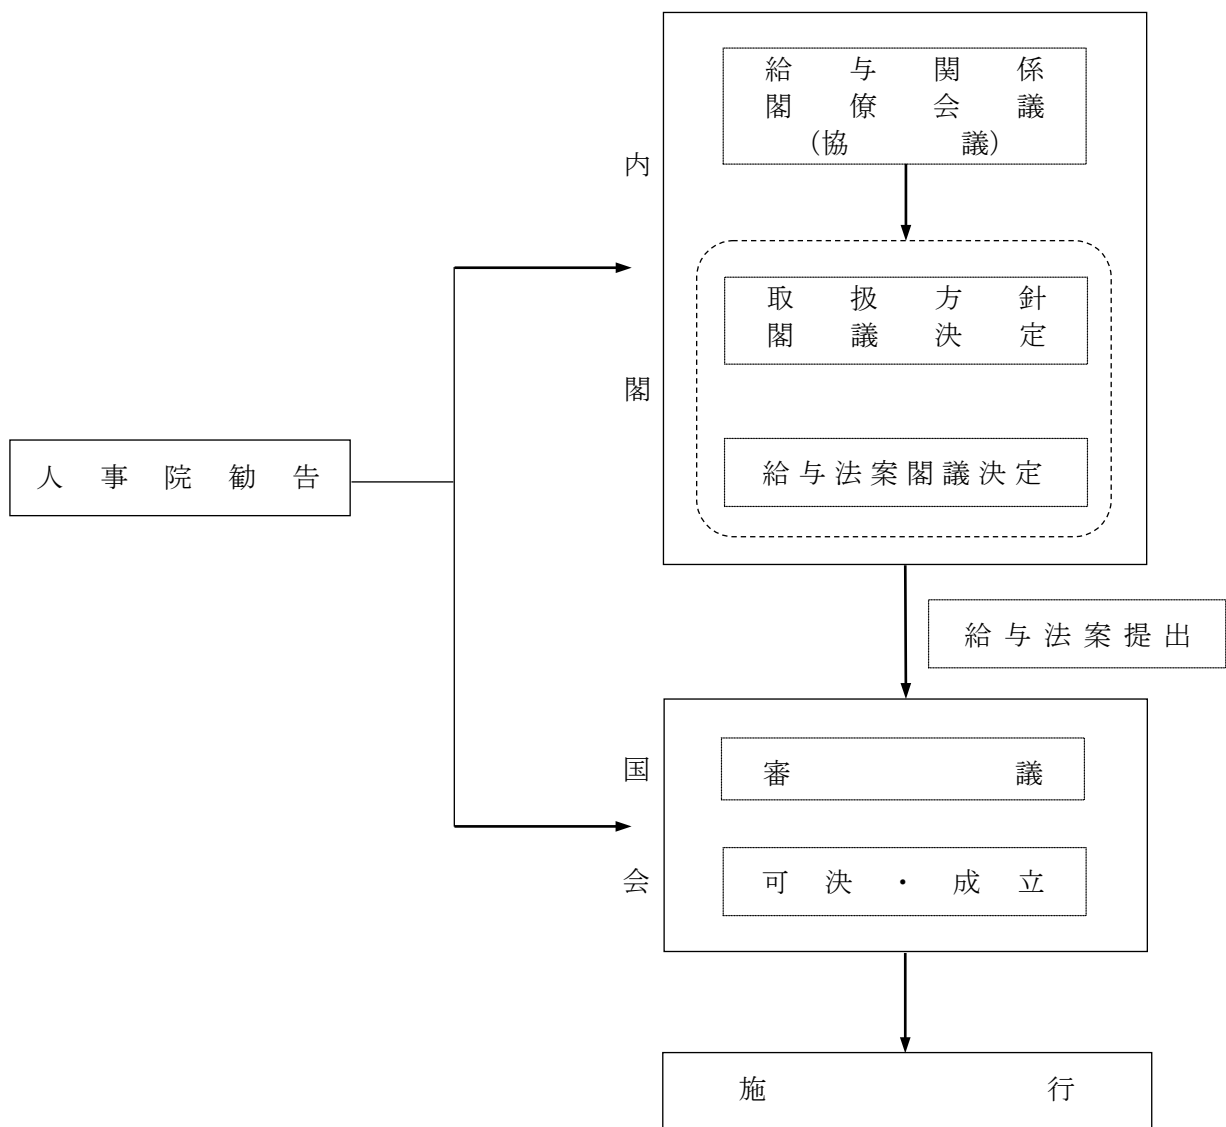 人事院勧告
内閣
給与関係
閣僚会議
(協議)
取扱方針
閣議決定
給与法案閣議決定
給与法案提出
国会
審議
可決・成立
施行